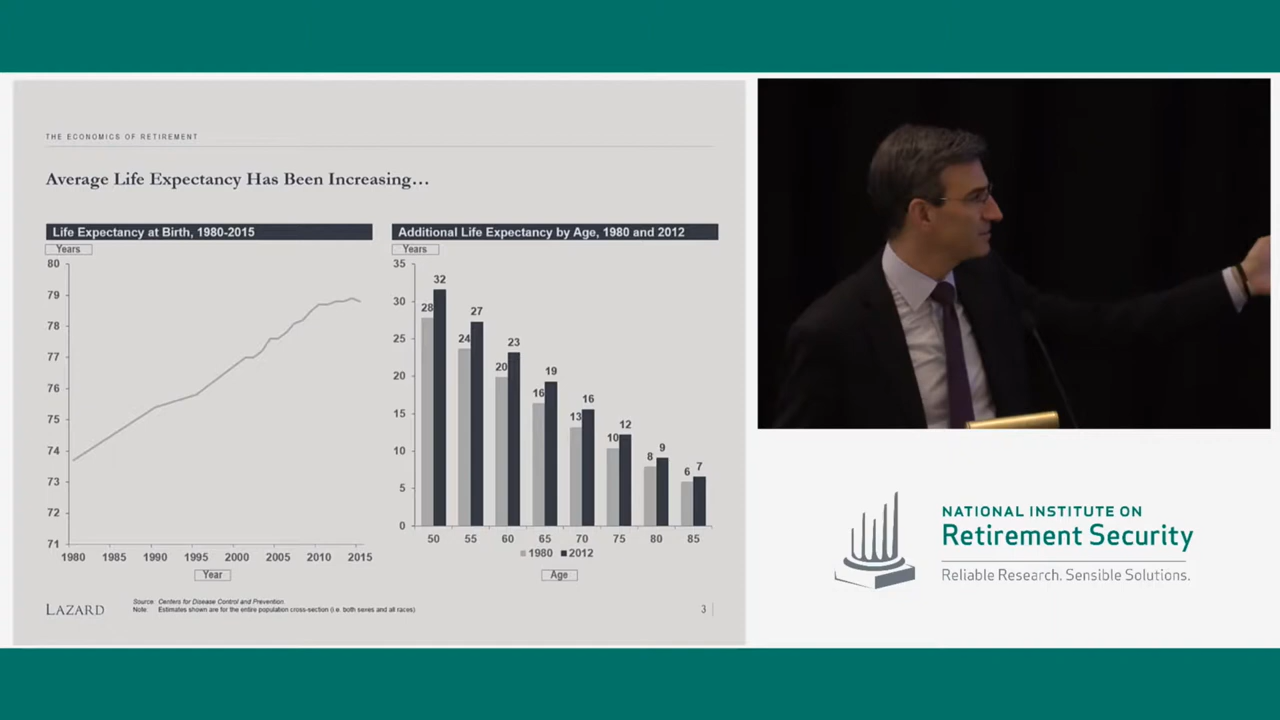 THE ECONOMICS OF RETIREMENT
Average Life Expectancy Has Been Increasing…
Life Expectancy at Birth, 1980-2015
Years
80
79
78
77
76
75
74
73
72
71
1980 1985 1990 1995 2000 2005 2010 2015
Year
Additional Life Expectancy by Age, 1980 and 2012
Years
35
30
25
20
15
10
5
0
28 32
24 27
20 23
16 19
13 16
10 12
8 9
6 7
50 55 60 65 70 75 80 85
1980 2012
Age
LAZARD
Source: Centers for Disease Control and Prevention.
Note: Estimates shown are for the entire population cross-section (i.e. both sexes and all races)
3
NATIONAL INSTITUTE ON
Retirement Security
Reliable Research. Sensible Solutions.